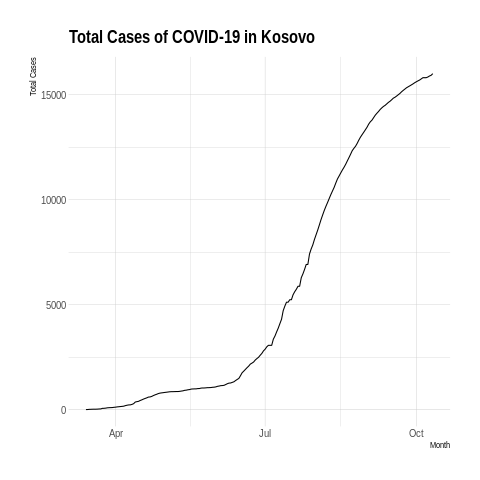 Total Cases of COVID-19 in Kosovo
Total Cases
15000
10000
5000
0
Apr
Jul
Oct
Month